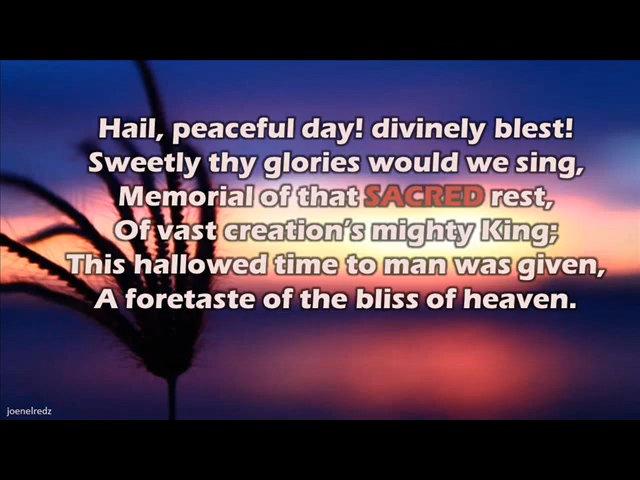 Hail, peaceful day! divinely blest!
Sweetly thy glories would we sing,
Memorial of that SACRED rest,
Of vast creation's mighty King;
This hallowed time to man was given,
A foretaste of the bliss of heaven.
joenelredz